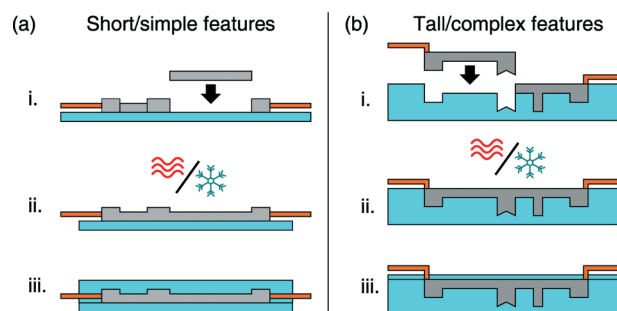 (a) Short/simple features
i.
ii.
iii.
(b) Tall/complex features
i.
ii.
iii.